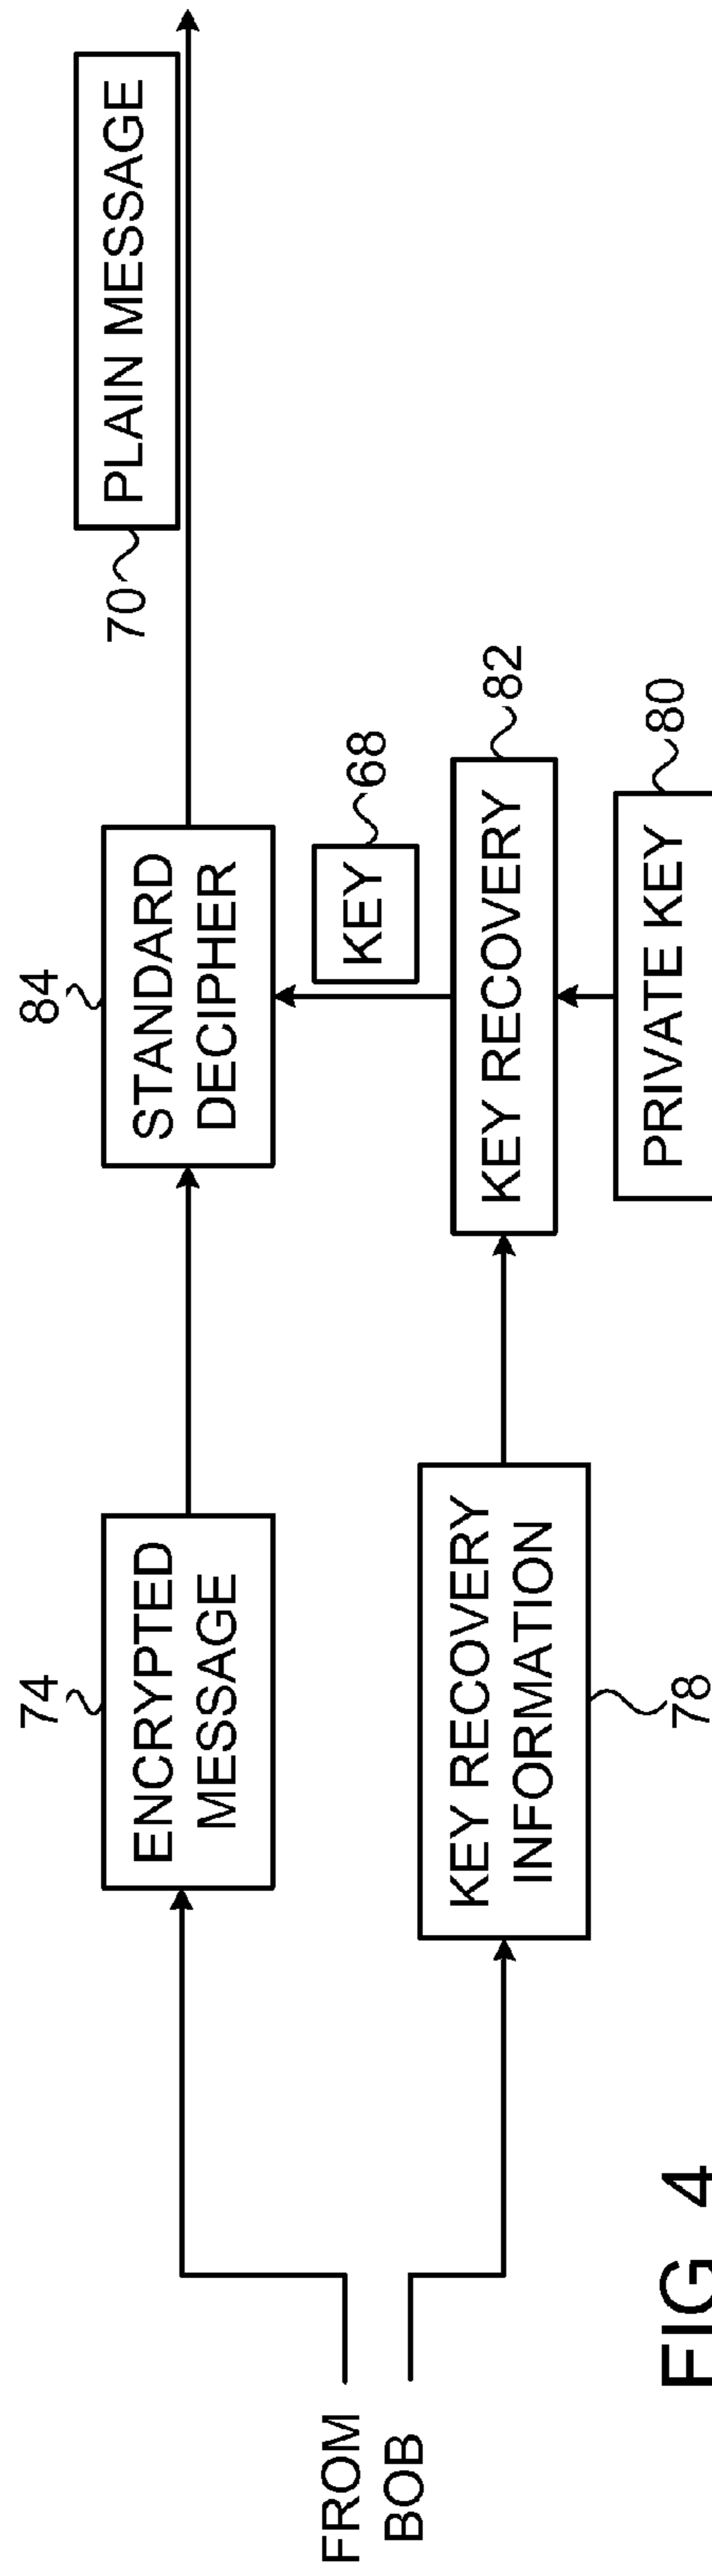 FROM
BOB
74
ENCRYPTED
MESSAGE
84
STANDARD
DECIPHER
70
PLAIN MESSAGE
KEY
68
KEY RECOVERY
INFORMATION
78
KEY RECOVERY
82
PRIVATE KEY
80
FIG 4